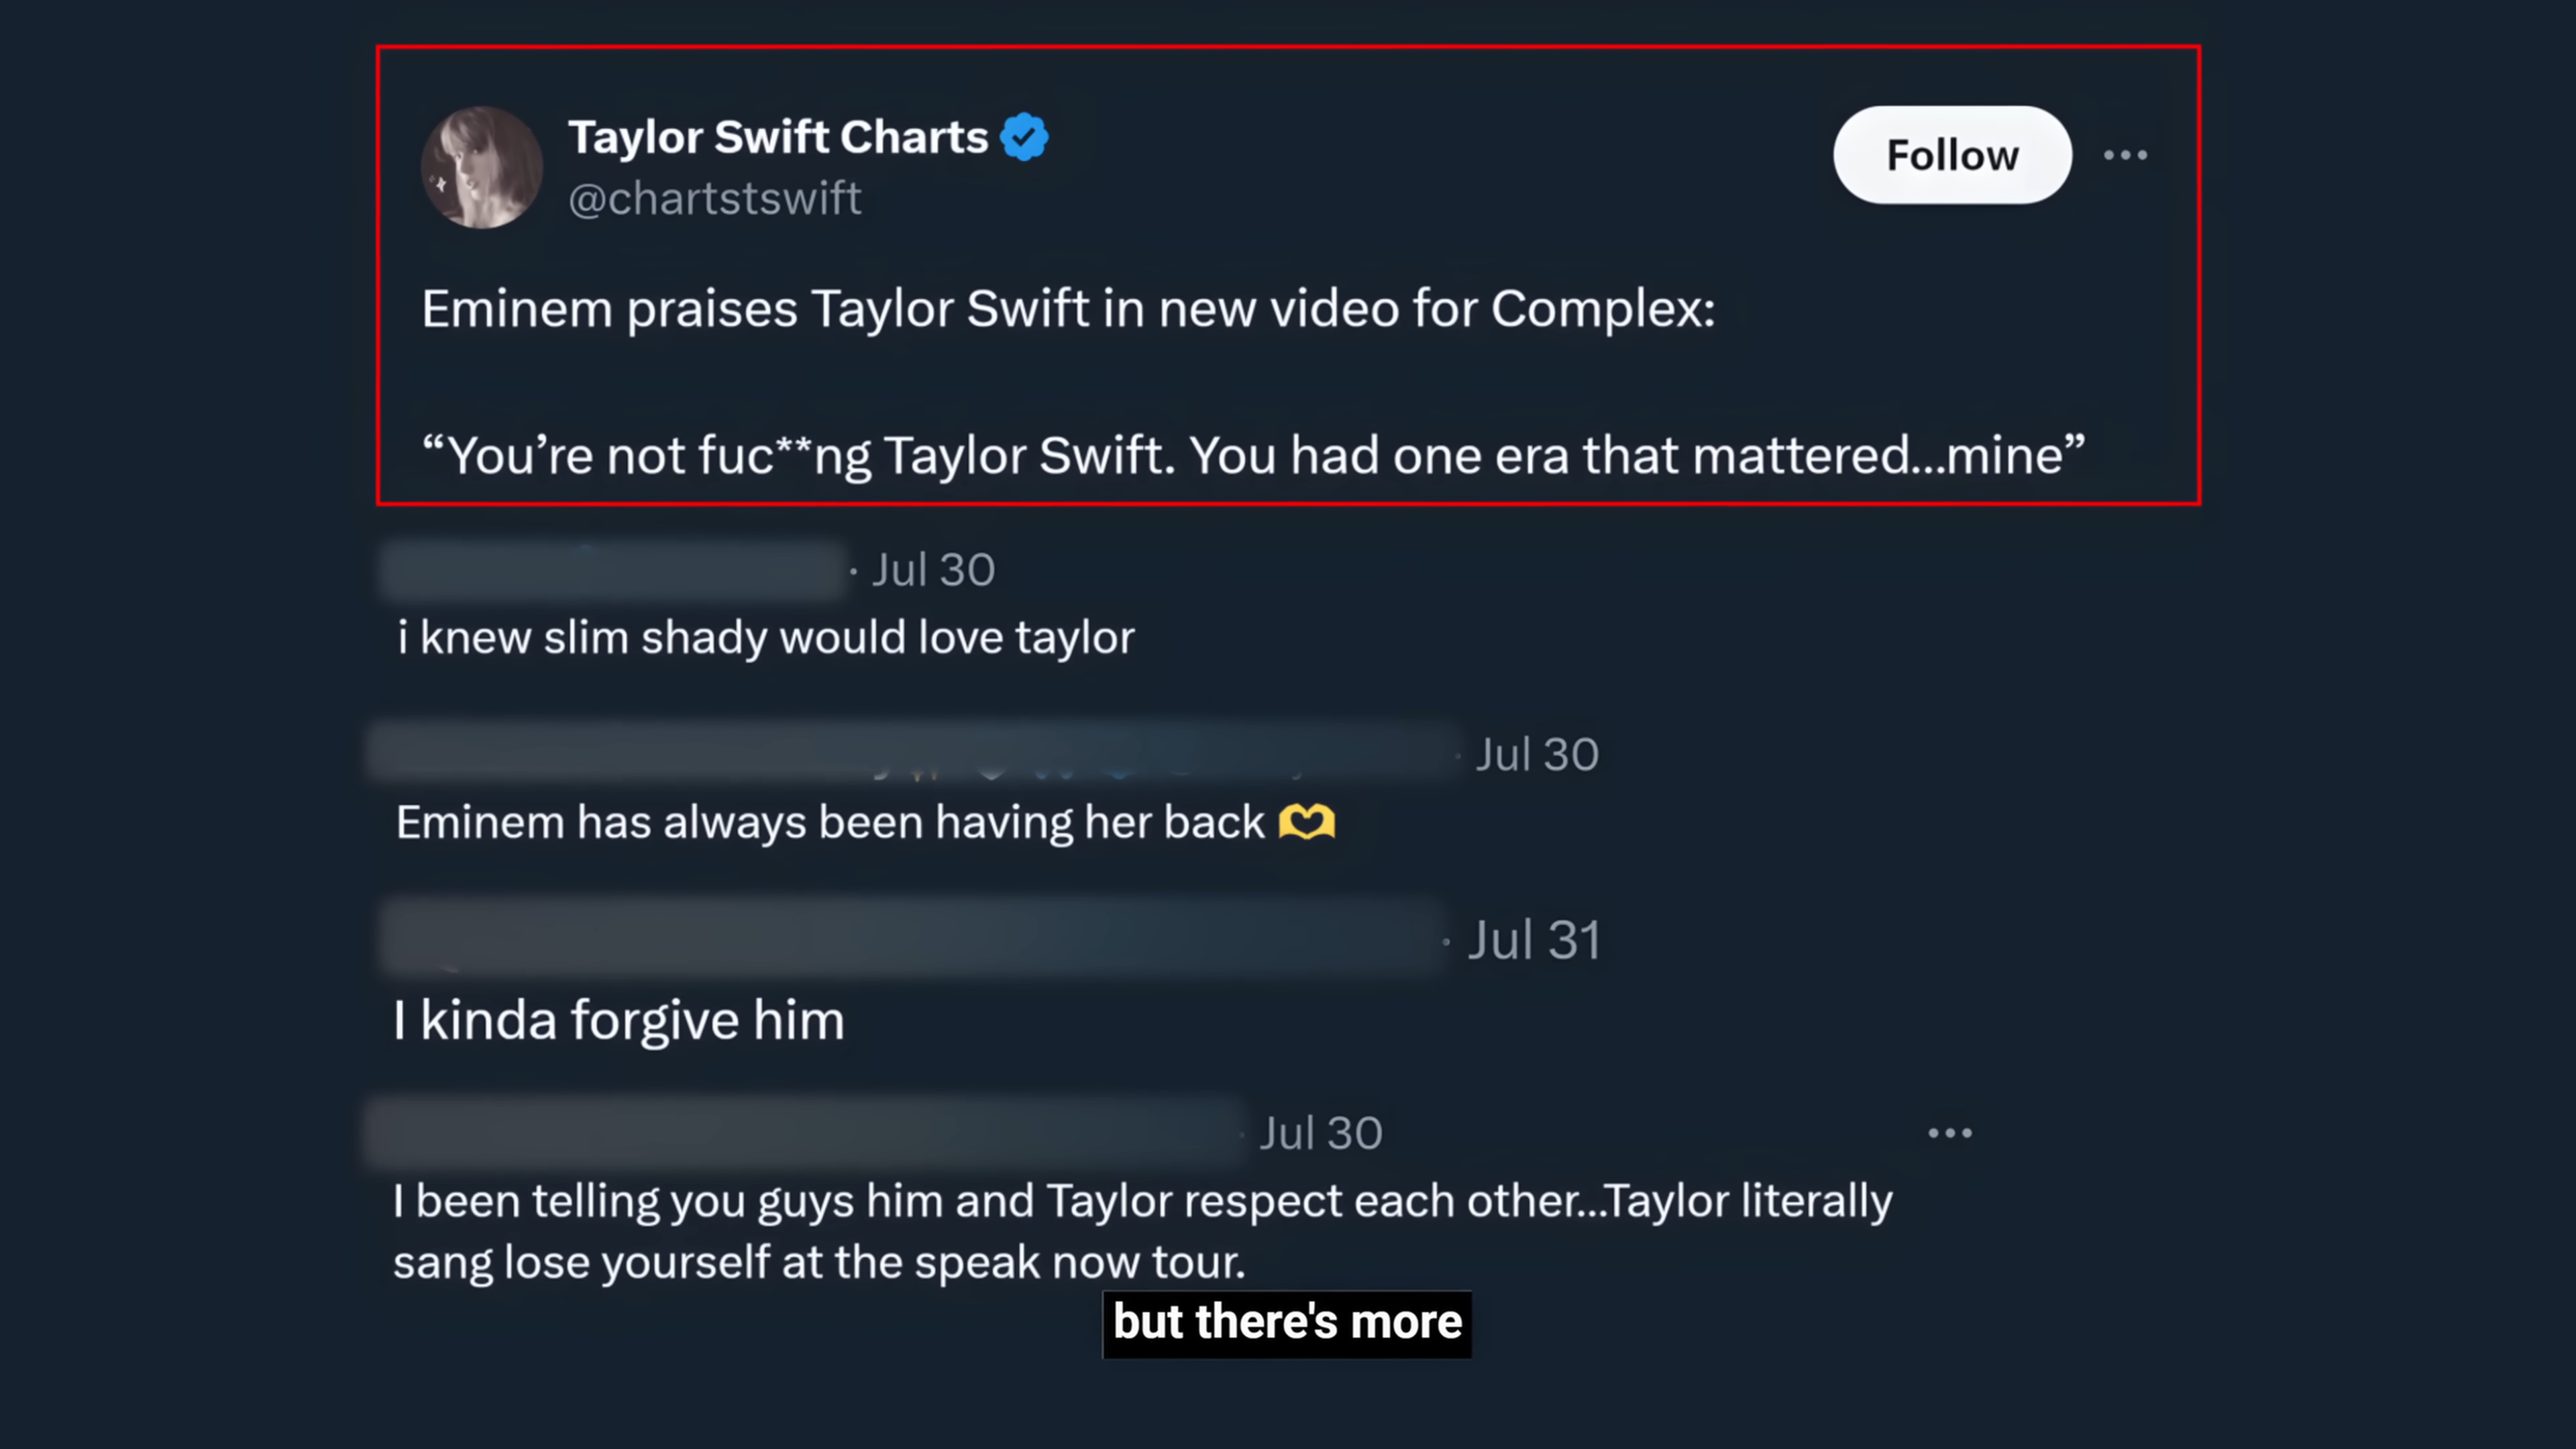 Taylor Swift Charts
@chartstswift
Follow
Eminem praises Taylor Swift in new video for Complex:
“You’re not fuc**ng Taylor Swift. You had one era that mattered...mine”
· Jul 30
i knew slim shady would love taylor
· Jul 30
Eminem has always been having her back 🫶
· Jul 31
I kinda forgive him
· Jul 30
I been telling you guys him and Taylor respect each other...Taylor literally
sang lose yourself at the speak now tour.
but there's more